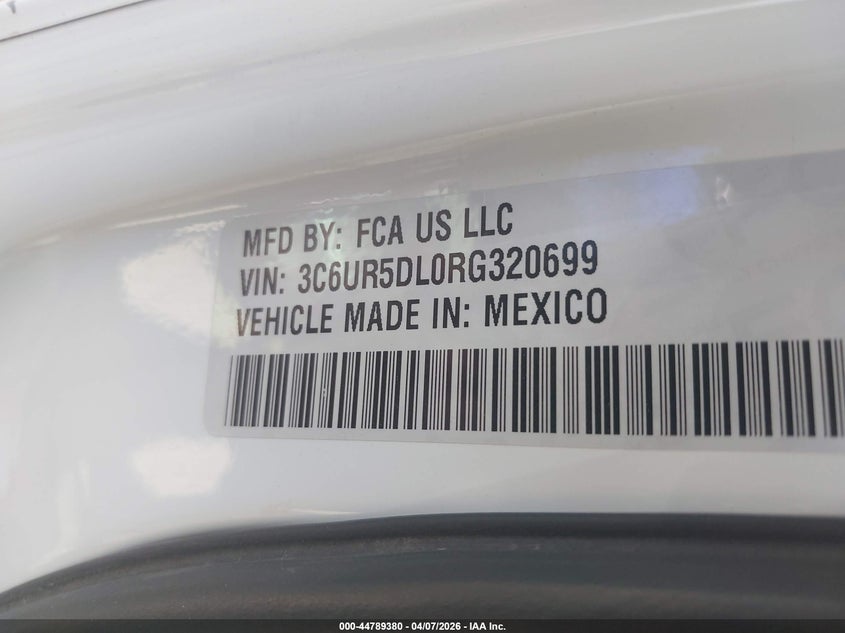 MFD BY: FCA US LLC
VIN: 3C6UR5DL0RG320699
VEHICLE MADE IN: MEXICO
000-44789380 - 04/07/2026 - IAA Inc.